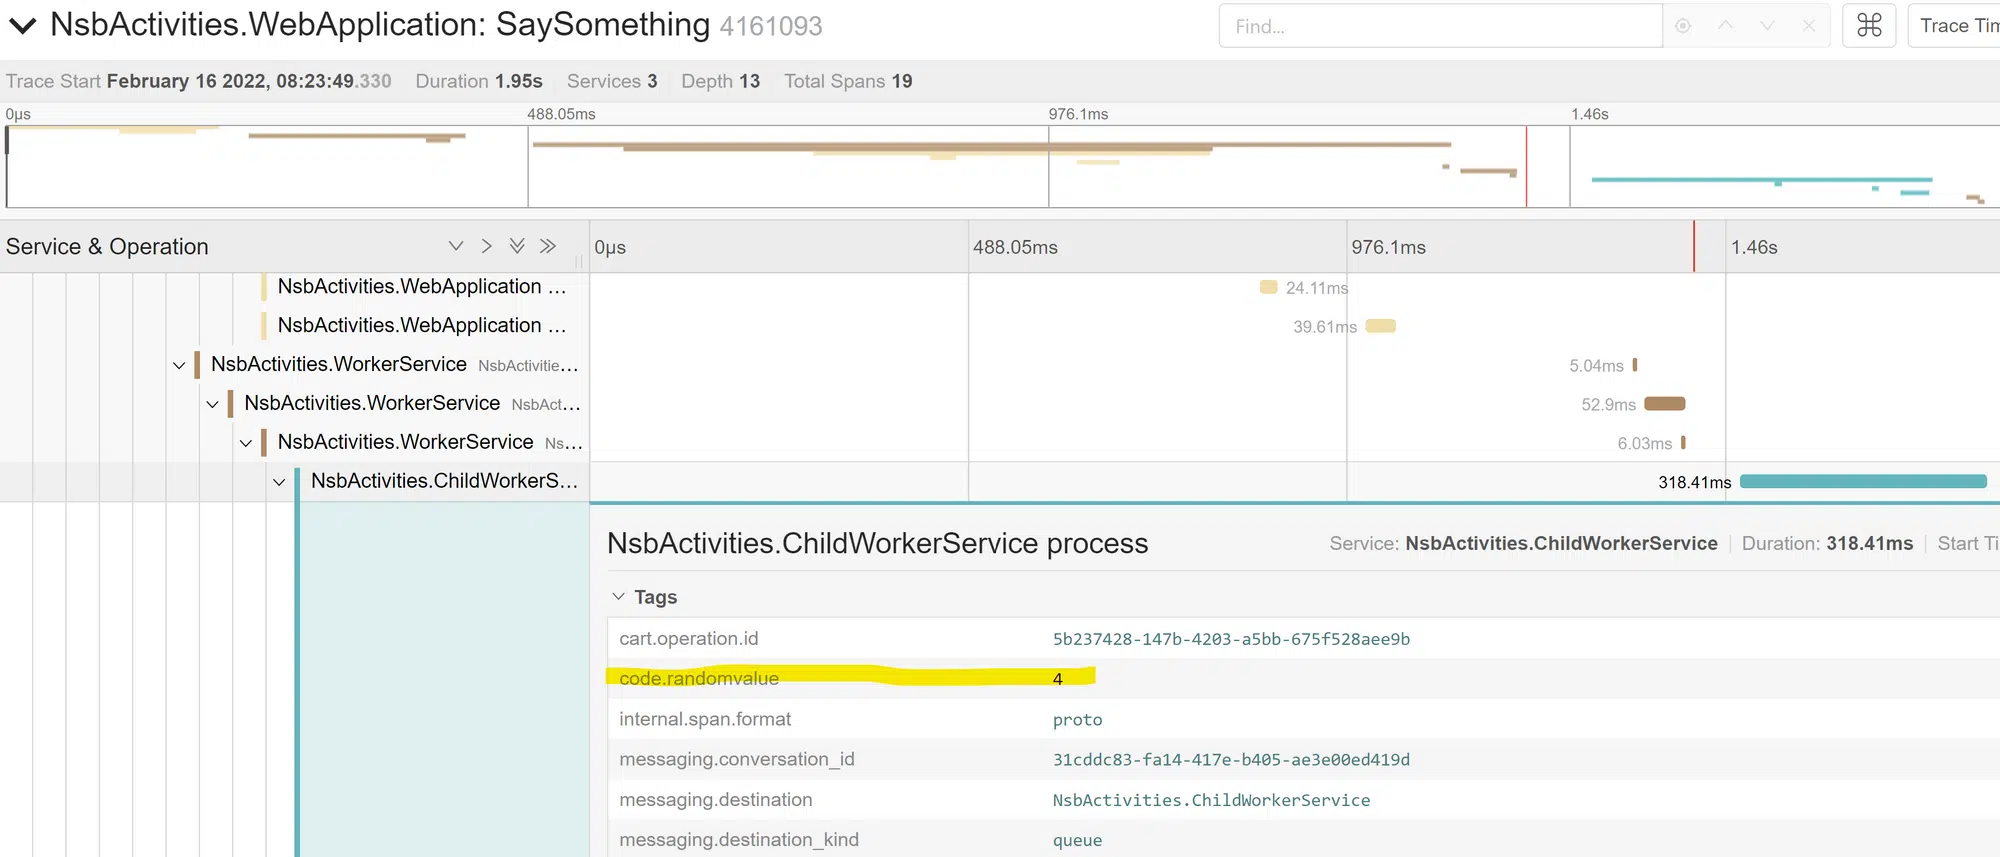 NsbActivities.WebApplication: SaySomething 4161093
Find...
⌘
Trace Tim
Trace Start February 16 2022, 08:23:49.330 Duration 1.95s Services 3 Depth 13 Total Spans 19
0μs 488.05ms 976.1ms 1.46s
Service & Operation 0μs 488.05ms 976.1ms 1.46s
NsbActivities.WebApplication ... 24.11ms
NsbActivities.WebApplication ... 39.61ms
NsbActivities.WorkerService NsbActivitie... 5.04ms
NsbActivities.WorkerService NsbAct... 52.9ms
NsbActivities.WorkerService Ns... 6.03ms
NsbActivities.ChildWorkerS... 318.41ms
NsbActivities.ChildWorkerService process Service: NsbActivities.ChildWorkerService Duration: 318.41ms Start Ti
Tags
cart.operation.id 5b237428-147b-4203-a5bb-675f528aee9b
code.randomvalue 4
internal.span.format proto
messaging.conversation_id 31cddc83-fa14-417e-b405-ae3e00ed419d
messaging.destination NsbActivities.ChildWorkerService
messaging.destination_kind queue